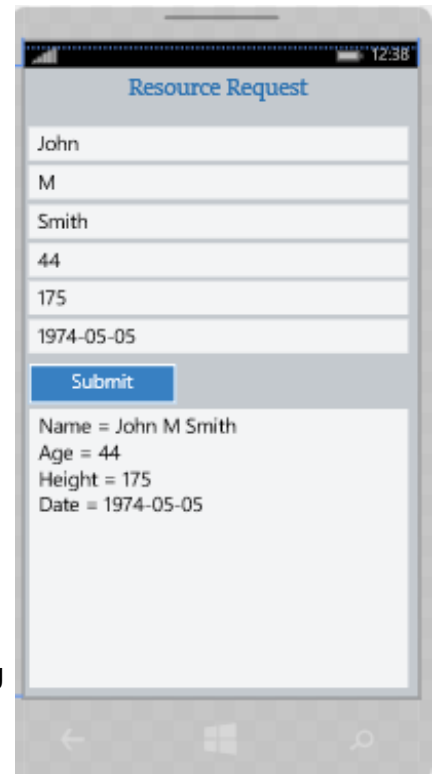 12:38
Resource Request
John
M
Smith
44
175
1974-05-05
Submit
Name = John M Smith
Age = 44
Height = 175
Date = 1974-05-05